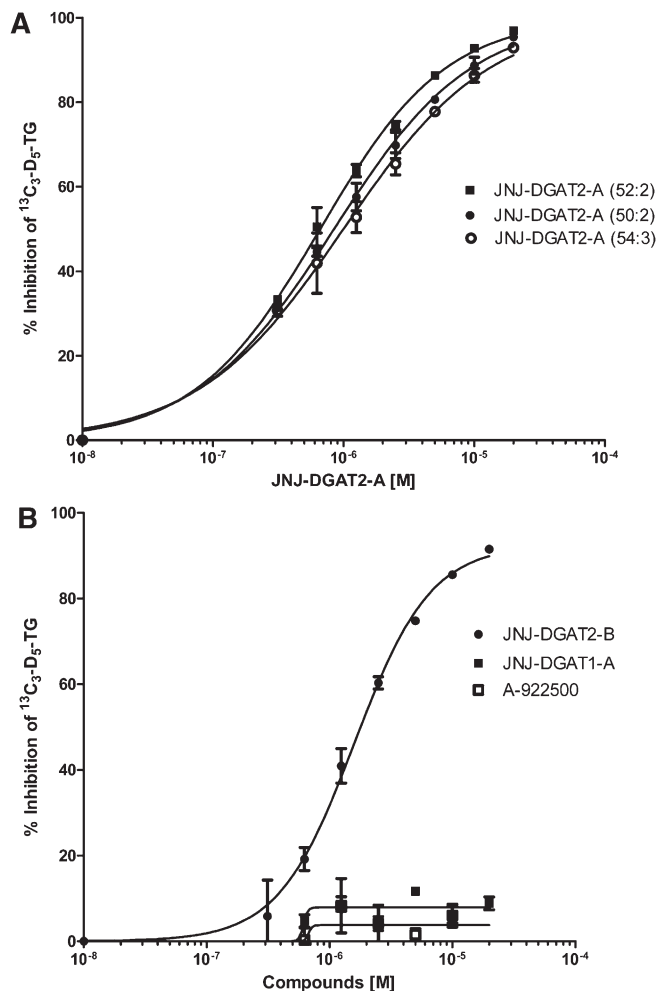 A
% Inhibition of ¹³C₃-D₅-TG
100
80
60
40
20
0
10⁻⁸ 10⁻⁷ 10⁻⁶ 10⁻⁵ 10⁻⁴
JNJ-DGAT2-A [M]
JNJ-DGAT2-A (52:2)
JNJ-DGAT2-A (50:2)
JNJ-DGAT2-A (54:3)
B
% Inhibition of ¹³C₃-D₅-TG
100
80
60
40
20
0
10⁻⁸ 10⁻⁷ 10⁻⁶ 10⁻⁵ 10⁻⁴
Compounds [M]
JNJ-DGAT2-B
JNJ-DGAT1-A
A-922500